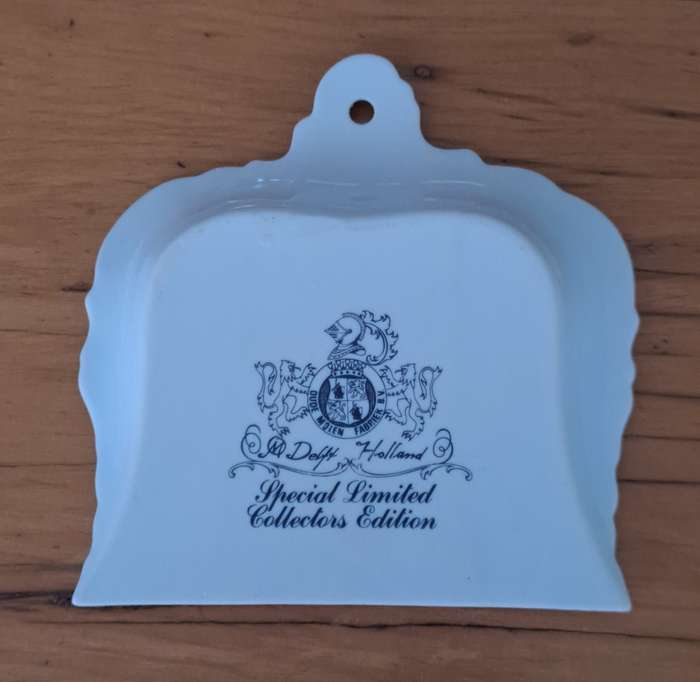 OUDE MOLEN FABRIEK B.V.
M Delft Holland
Special Limited
Collectors Edition